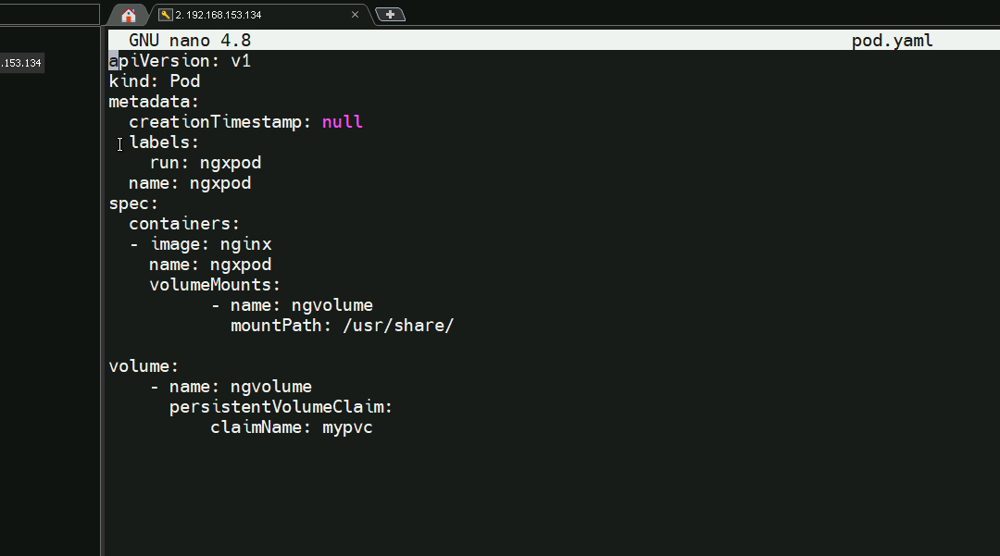 2. 192.168.153.134
.153.134
GNU nano 4.8 pod.yaml
apiVersion: v1
kind: Pod
metadata:
  creationTimestamp: null
  labels:
    run: ngxpod
  name: ngxpod
spec:
  containers:
  - image: nginx
    name: ngxpod
    volumeMounts:
          - name: ngvolume
            mountPath: /usr/share/
volume:
    - name: ngvolume
      persistentVolumeClaim:
          claimName: mypvc